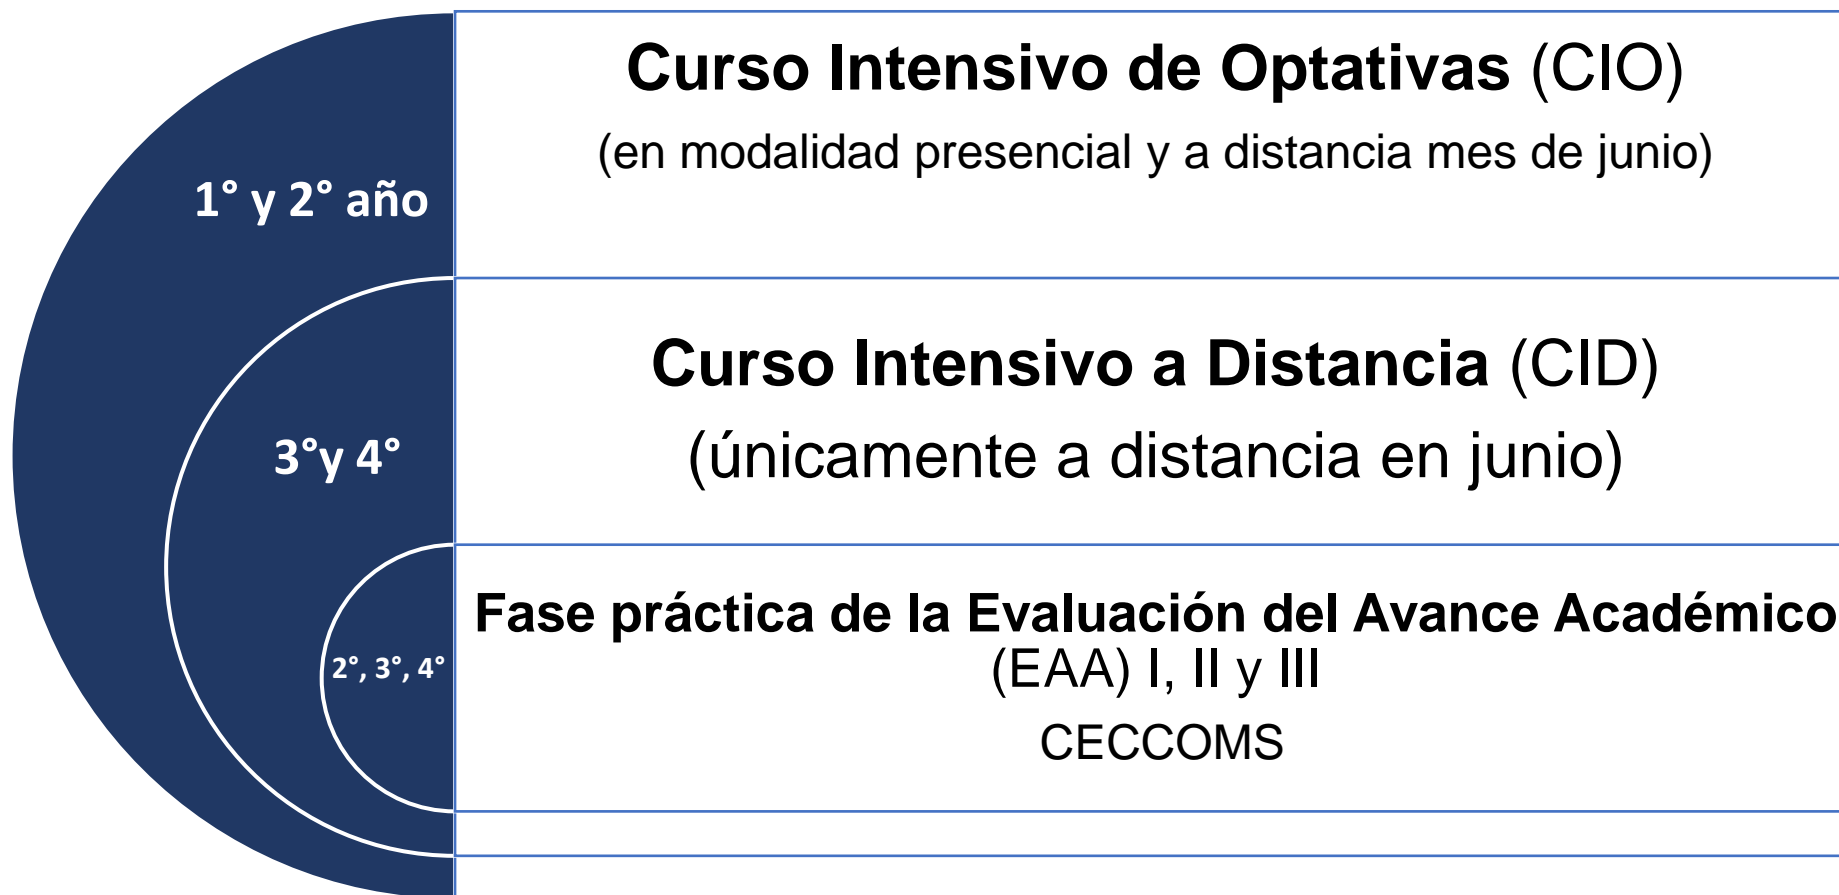 1° y 2° año
Curso Intensivo de Optativas (CIO)
(en modalidad presencial y a distancia mes de junio)
3°y 4°
Curso Intensivo a Distancia (CID)
(únicamente a distancia en junio)
2°, 3°, 4°
Fase práctica de la Evaluación del Avance Académico
(EAA) I, II y III
CECCOMS